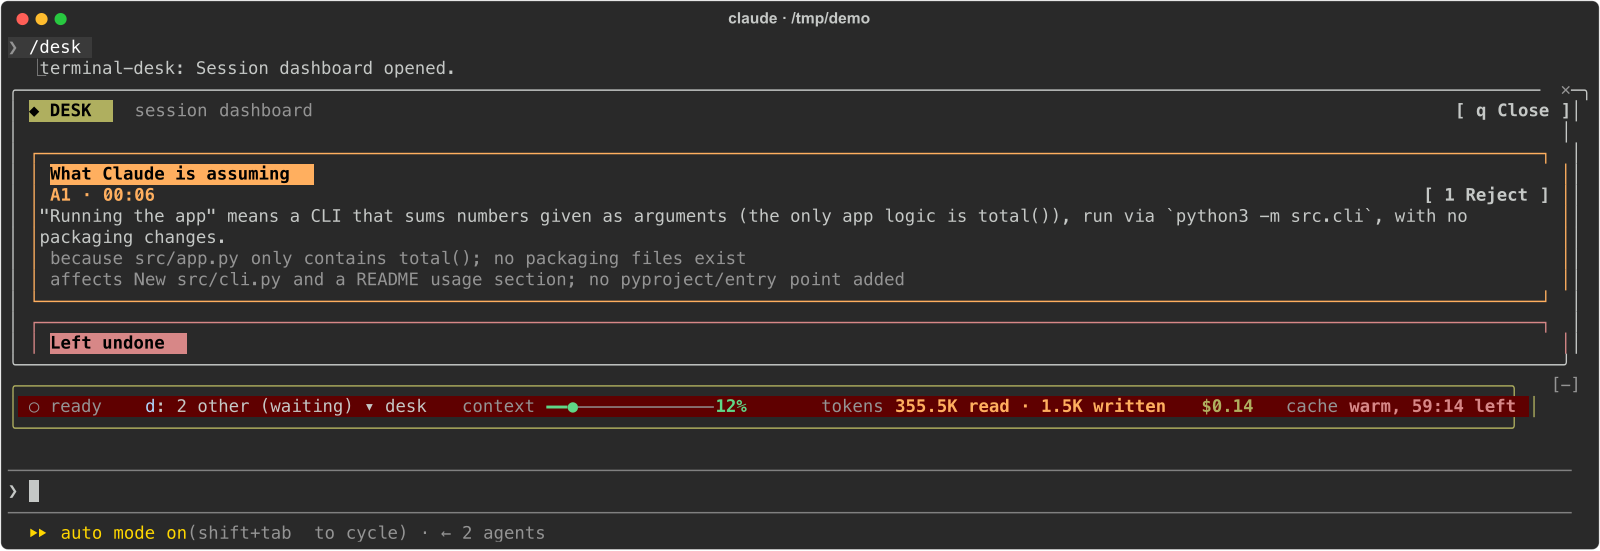 claude · /tmp/demo
❯ /desk
terminal-desk: Session dashboard opened.
×
◆ DESK session dashboard [ q Close ]
What Claude is assuming
A1 · 00:06 [ 1 Reject ]
"Running the app" means a CLI that sums numbers given as arguments (the only app logic is total()), run via `python3 -m src.cli`, with no
packaging changes.
because src/app.py only contains total(); no packaging files exist
affects New src/cli.py and a README usage section; no pyproject/entry point added
Left undone
[-]
○ ready d: 2 other (waiting) ▾ desk context 12% tokens 355.5K read · 1.5K written $0.14 cache warm, 59:14 left
❯
⏵⏵ auto mode on(shift+tab to cycle) · ← 2 agents